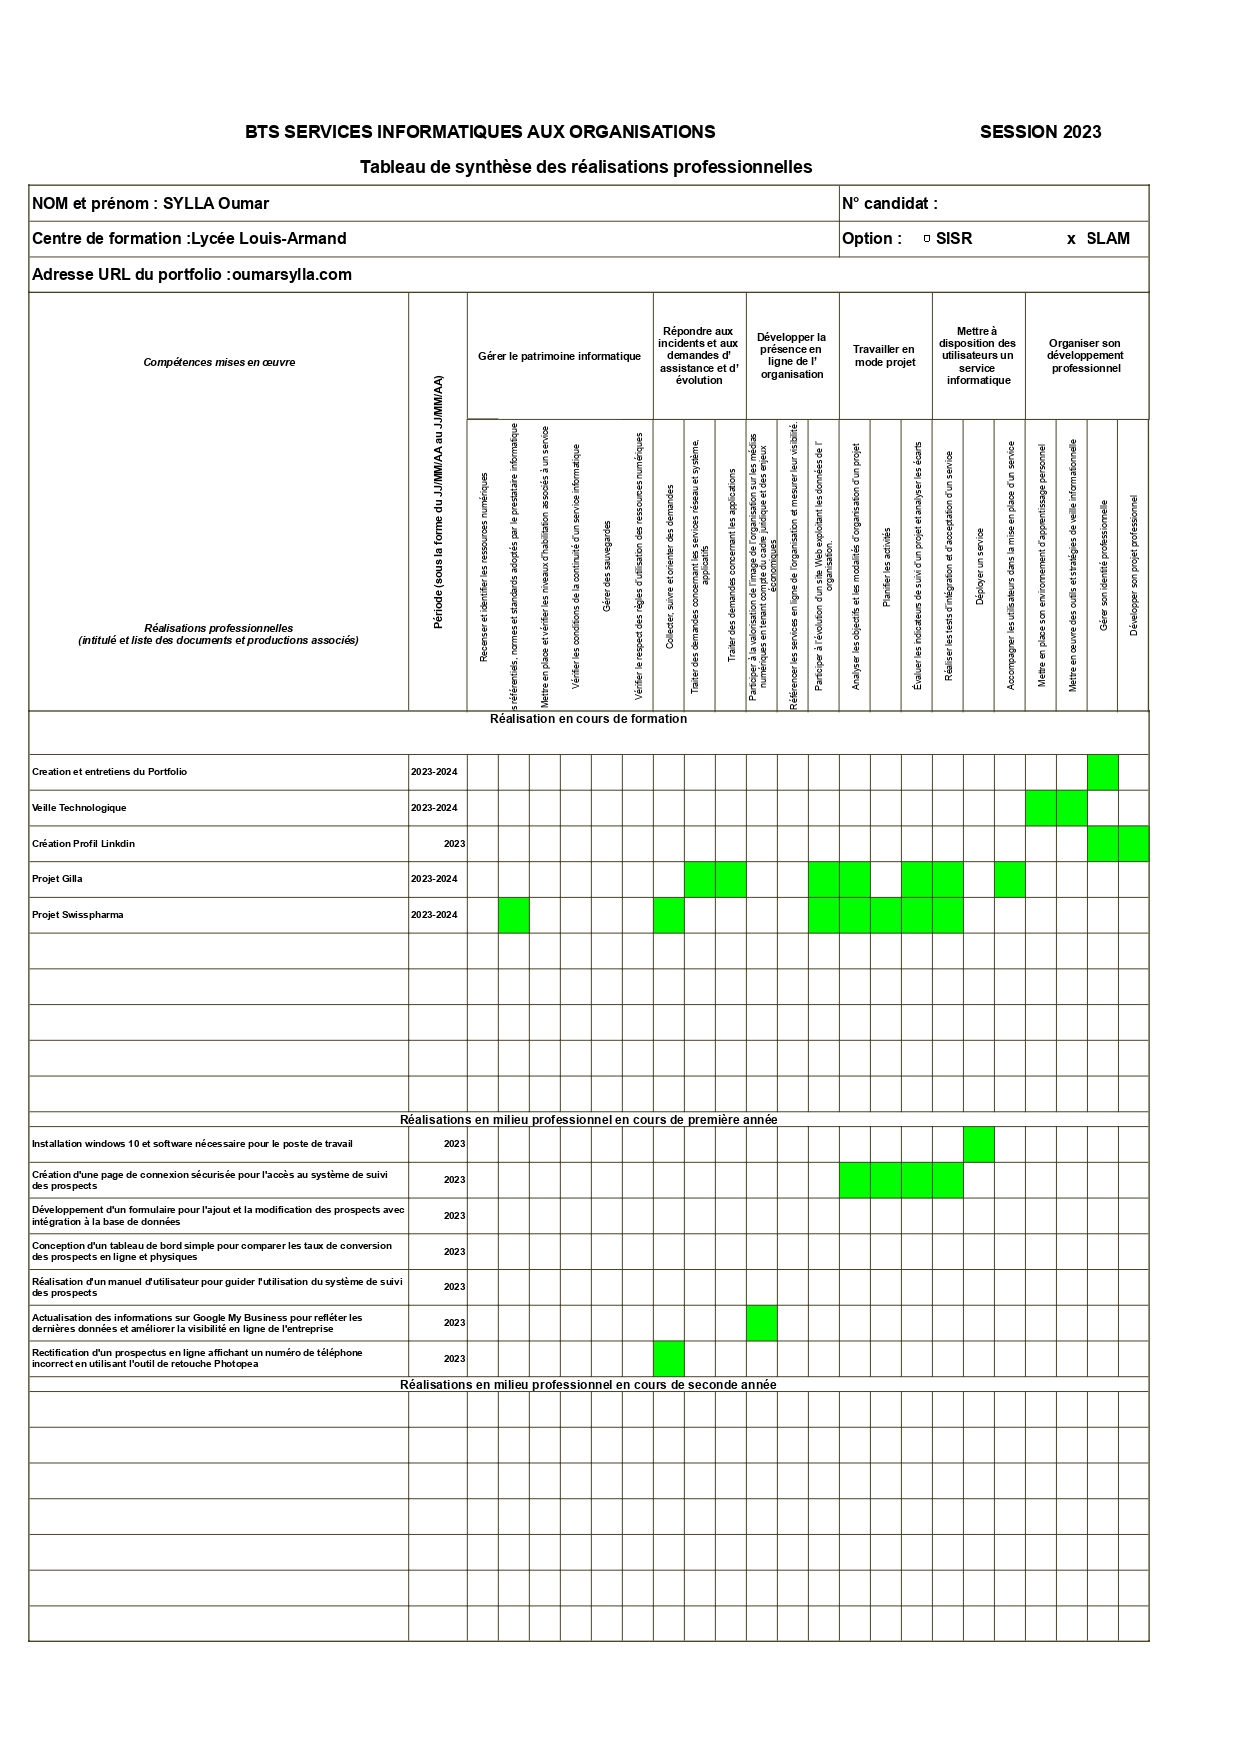 BTS SERVICES INFORMATIQUES AUX ORGANISATIONS SESSION 2023
Tableau de synthèse des réalisations professionnelles
NOM et prénom : SYLLA Oumar N° candidat :
Centre de formation :Lycée Louis-Armand Option : SISR x SLAM
Adresse URL du portfolio :oumarsylla.com
Compétences mises en œuvre
Réalisations professionnelles
(intitulé et liste des documents et productions associés)
Période (sous la forme du JJ/MM/AA au JJ/MM/AA)
Gérer le patrimoine informatique
Répondre aux
incidents et aux
demandes d’
assistance et d’
évolution
Développer la
présence en
ligne de l’
organisation
Travailler en
mode projet
Mettre à
disposition des
utilisateurs un
service
informatique
Organiser son
développement
professionnel
Recenser et identifier les ressources numériques
s référentiels, normes et standards adoptés par le prestataire informatique
Mettre en place et vérifier les niveaux d’habilitation associés à un service
Vérifier les conditions de la continuité d’un service informatique
Gérer des sauvegardes
Vérifier le respect des règles d’utilisation des ressources numériques
Collecter, suivre et orienter des demandes
Traiter des demandes concernant les services réseau et système,
applicatifs
Traiter des demandes concernant les applications
Participer à la valorisation de l’image de l’organisation sur les médias
numériques en tenant compte du cadre juridique et des enjeux
économiques
Référencer les services en ligne de l’organisation et mesurer leur visibilité.
Participer à l’évolution d’un site Web exploitant les données de l’
organisation.
Analyser les objectifs et les modalités d’organisation d’un projet
Planifier les activités
Évaluer les indicateurs de suivi d’un projet et analyser les écarts
Réaliser les tests d’intégration et d’acceptation d’un service
Déployer un service
Accompagner les utilisateurs dans la mise en place d’un service
Mettre en place son environnement d’apprentissage personnel
Mettre en œuvre des outils et stratégies de veille informationnelle
Gérer son identité professionnelle
Développer son projet professionnel
Réalisation en cours de formation
Creation et entretiens du Portfolio 2023-2024
Veille Technologique 2023-2024
Création Profil Linkdin 2023
Projet Gilla 2023-2024
Projet Swisspharma 2023-2024
Réalisations en milieu professionnel en cours de première année
Installation windows 10 et software nécessaire pour le poste de travail 2023
Création d'une page de connexion sécurisée pour l'accès au système de suivi
des prospects 2023
Développement d'un formulaire pour l'ajout et la modification des prospects avec
intégration à la base de données 2023
Conception d'un tableau de bord simple pour comparer les taux de conversion
des prospects en ligne et physiques 2023
Réalisation d'un manuel d'utilisateur pour guider l'utilisation du système de suivi
des prospects 2023
Actualisation des informations sur Google My Business pour refléter les
dernières données et améliorer la visibilité en ligne de l'entreprise 2023
Rectification d'un prospectus en ligne affichant un numéro de téléphone
incorrect en utilisant l'outil de retouche Photopea 2023
Réalisations en milieu professionnel en cours de seconde année